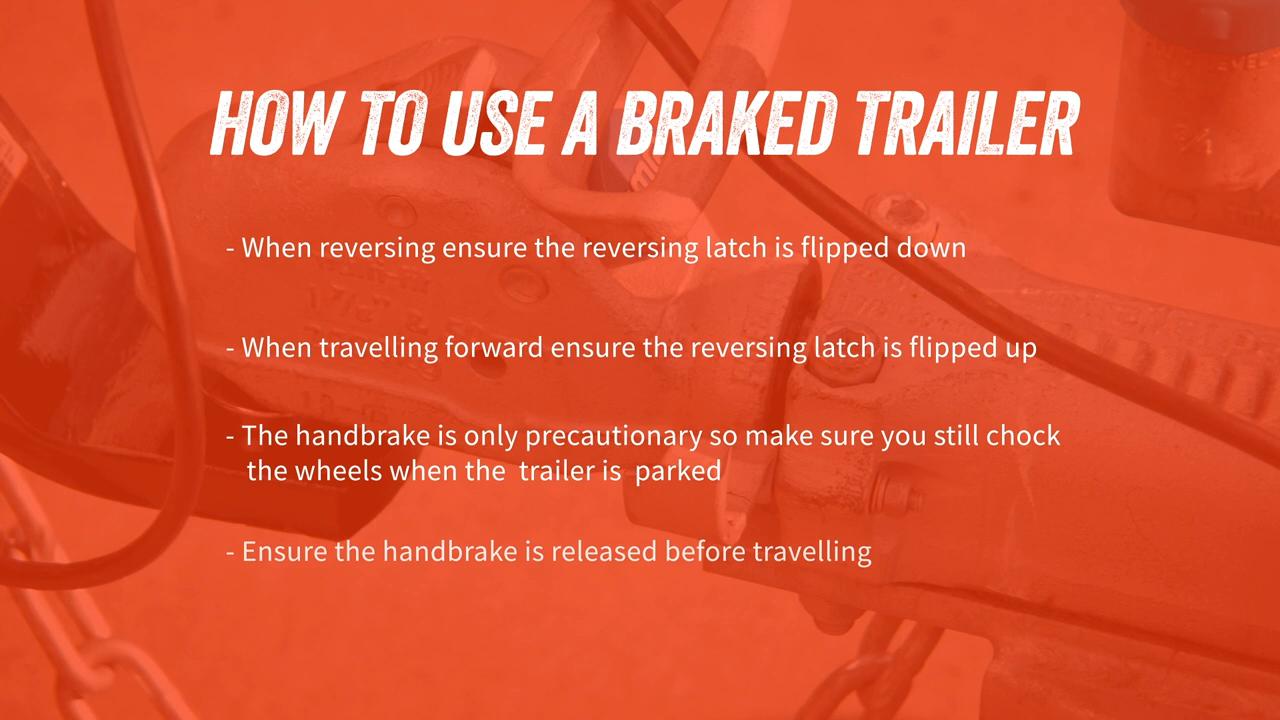 HOW TO USE A BRAKED TRAILER
- When reversing ensure the reversing latch is flipped down
- When travelling forward ensure the reversing latch is flipped up
- The handbrake is only precautionary so make sure you still chock
the wheels when the trailer is parked
- Ensure the handbrake is released before travelling